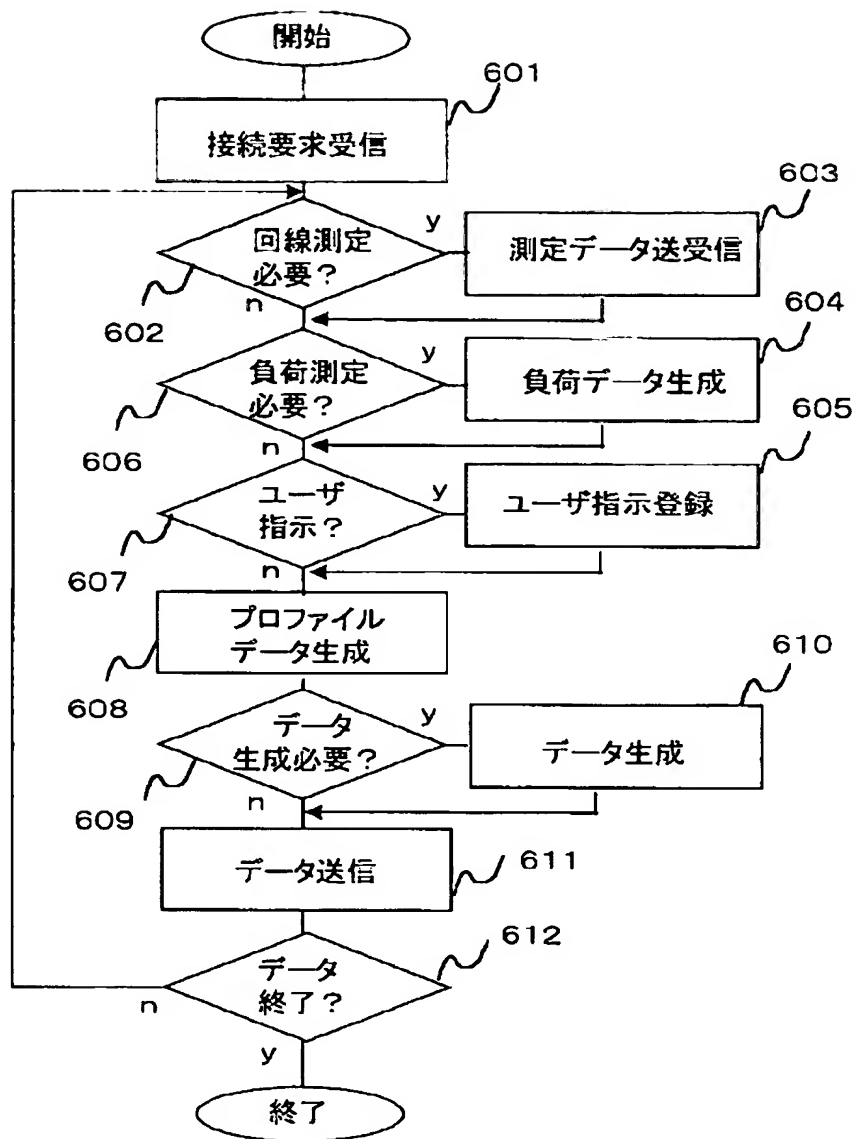 開始
601
接続要求受信
603
回線測定
必要？
y
測定データ送受信
n
602
604
負荷測定
必要？
y
負荷データ生成
n
605
606
ユーザ
指示？
y
ユーザ指示登録
n
607
プロファイル
データ生成
610
608
データ
生成必要？
y
データ生成
n
609
データ送信
611
612
データ
終了？
n
y
終了